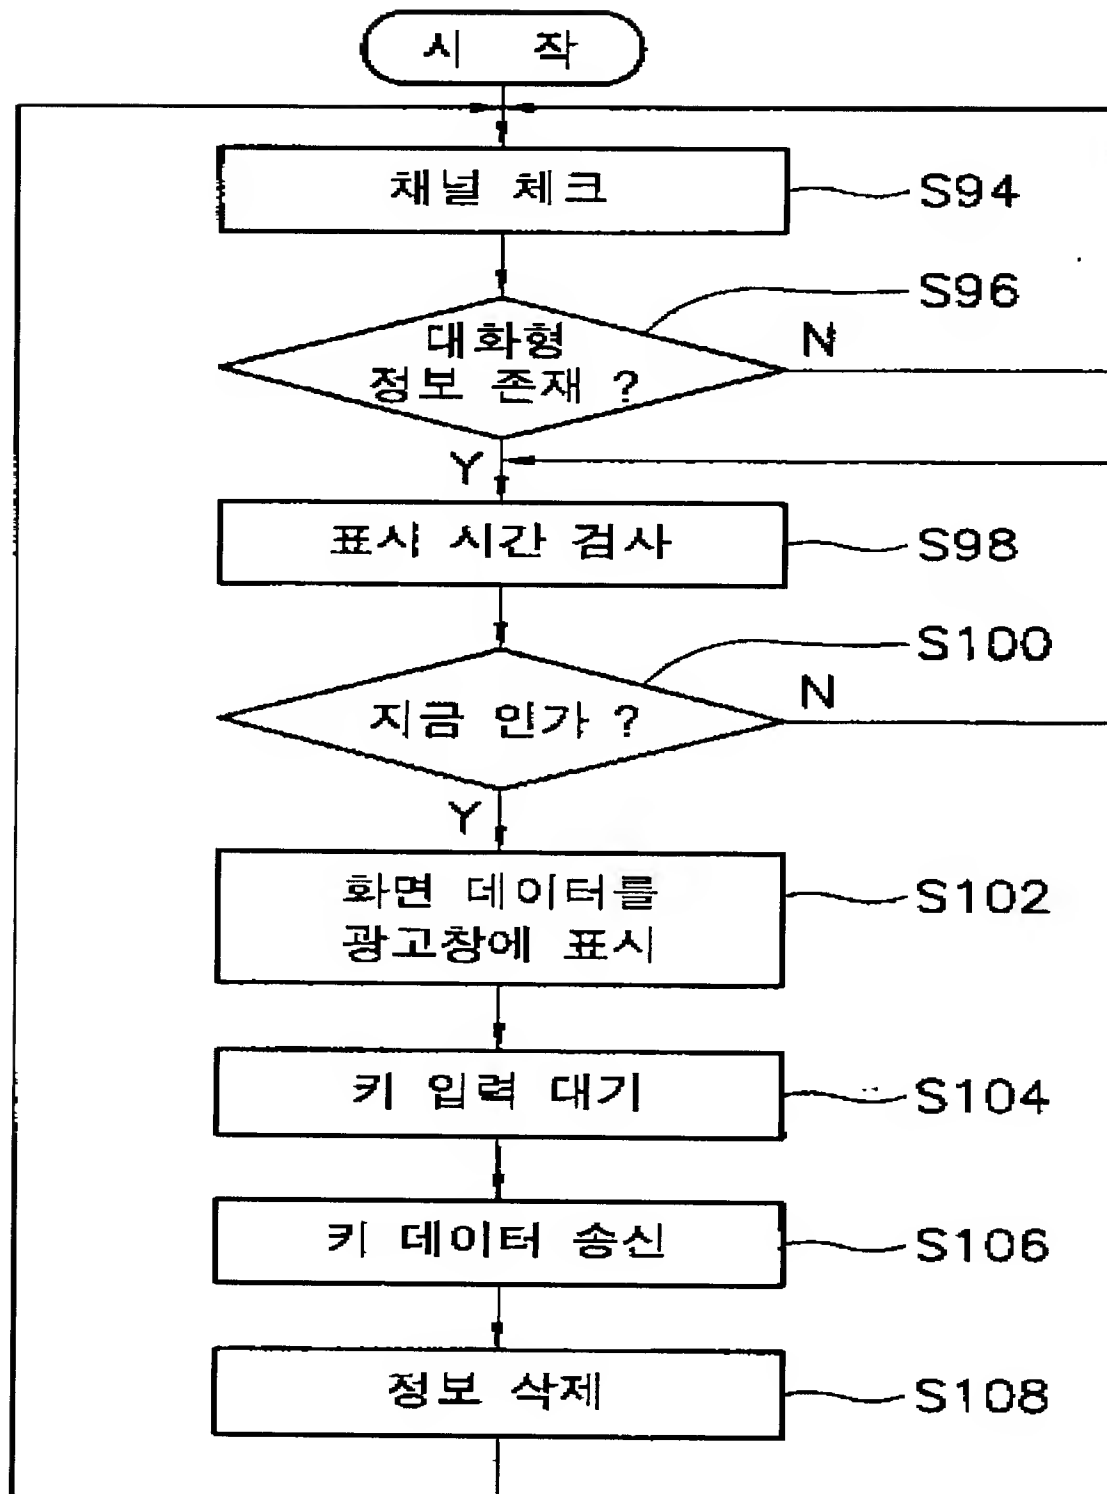 시 작
채널 체크
S94
S96
대화형
정보 존재 ?
N
Y
표시 시간 검사
S98
S100
지금 인가 ?
N
Y
화면 데이터를
광고창에 표시
S102
키 입력 대기
S104
키 데이터 송신
S106
정보 삭제
S108